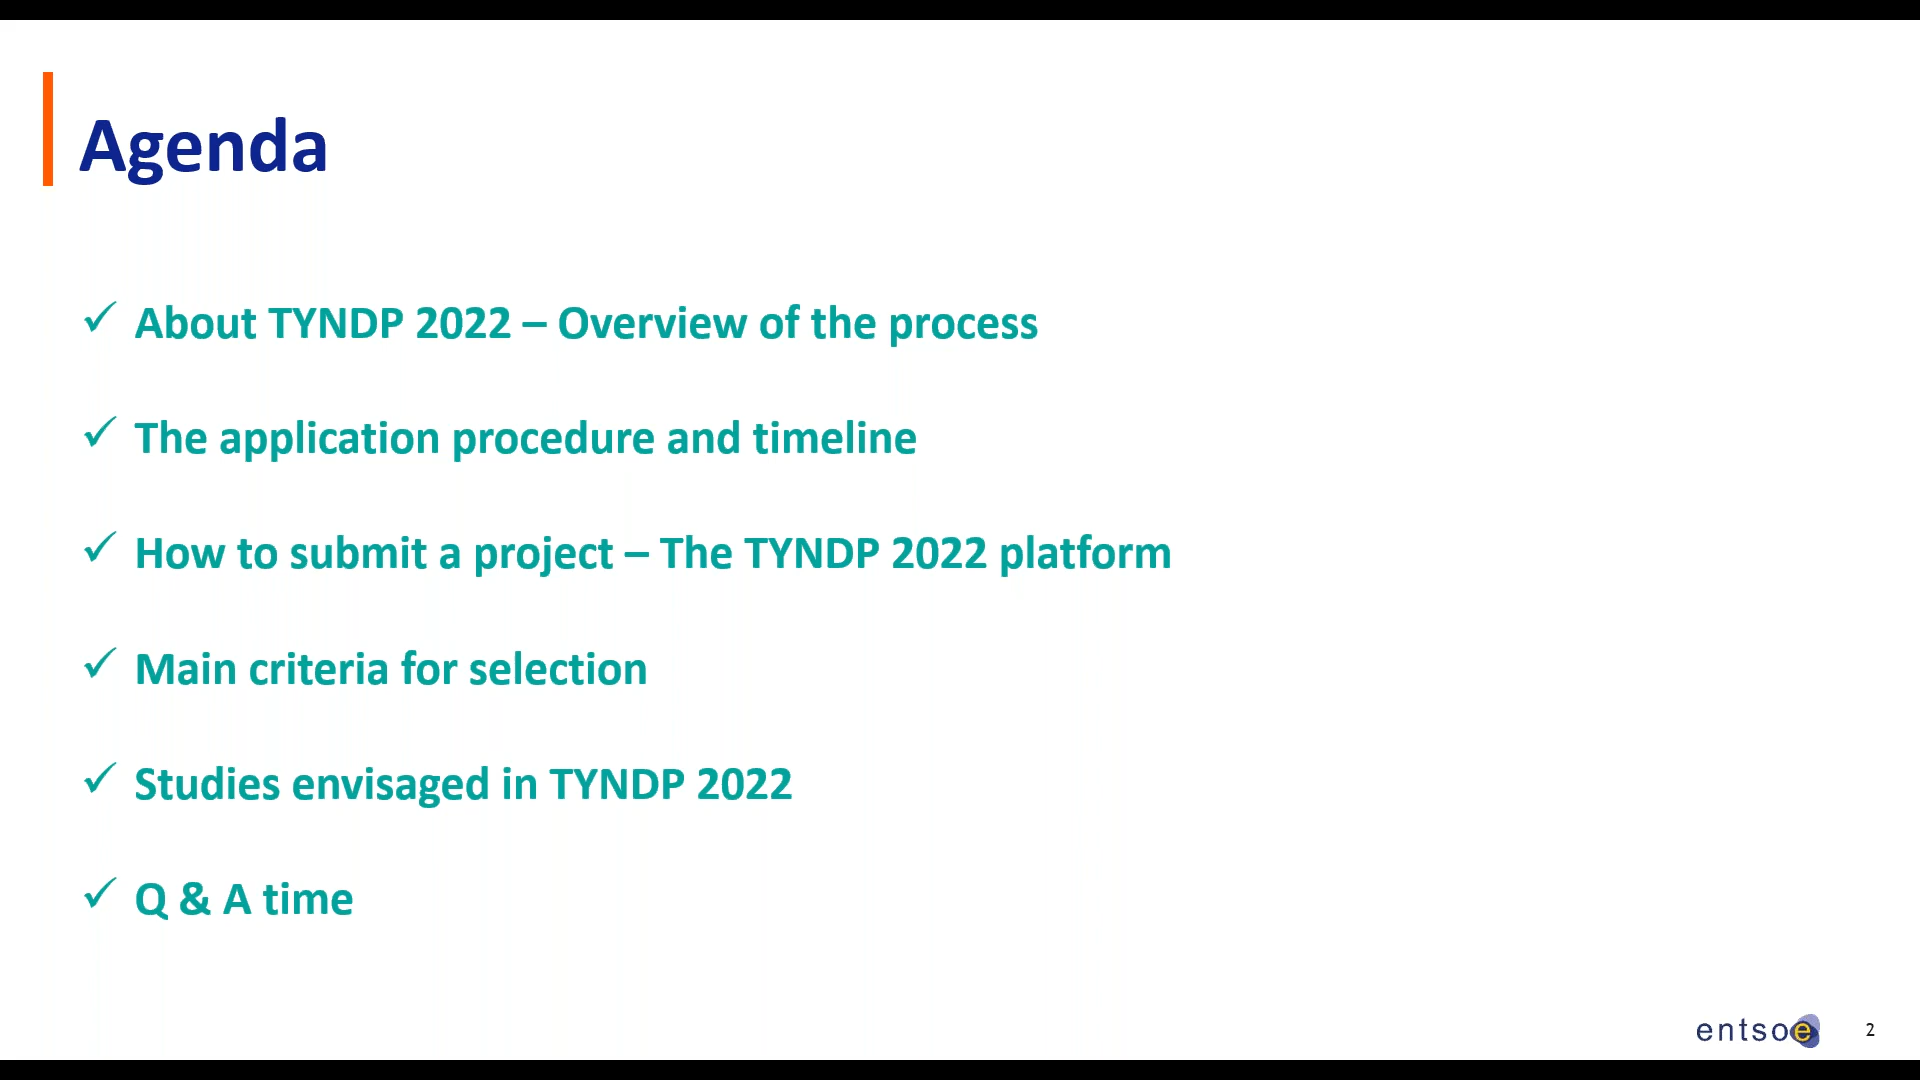 Agenda
✓ About TYNDP 2022 – Overview of the process
✓ The application procedure and timeline
✓ How to submit a project – The TYNDP 2022 platform
✓ Main criteria for selection
✓ Studies envisaged in TYNDP 2022
✓ Q & A time
entsoe
2